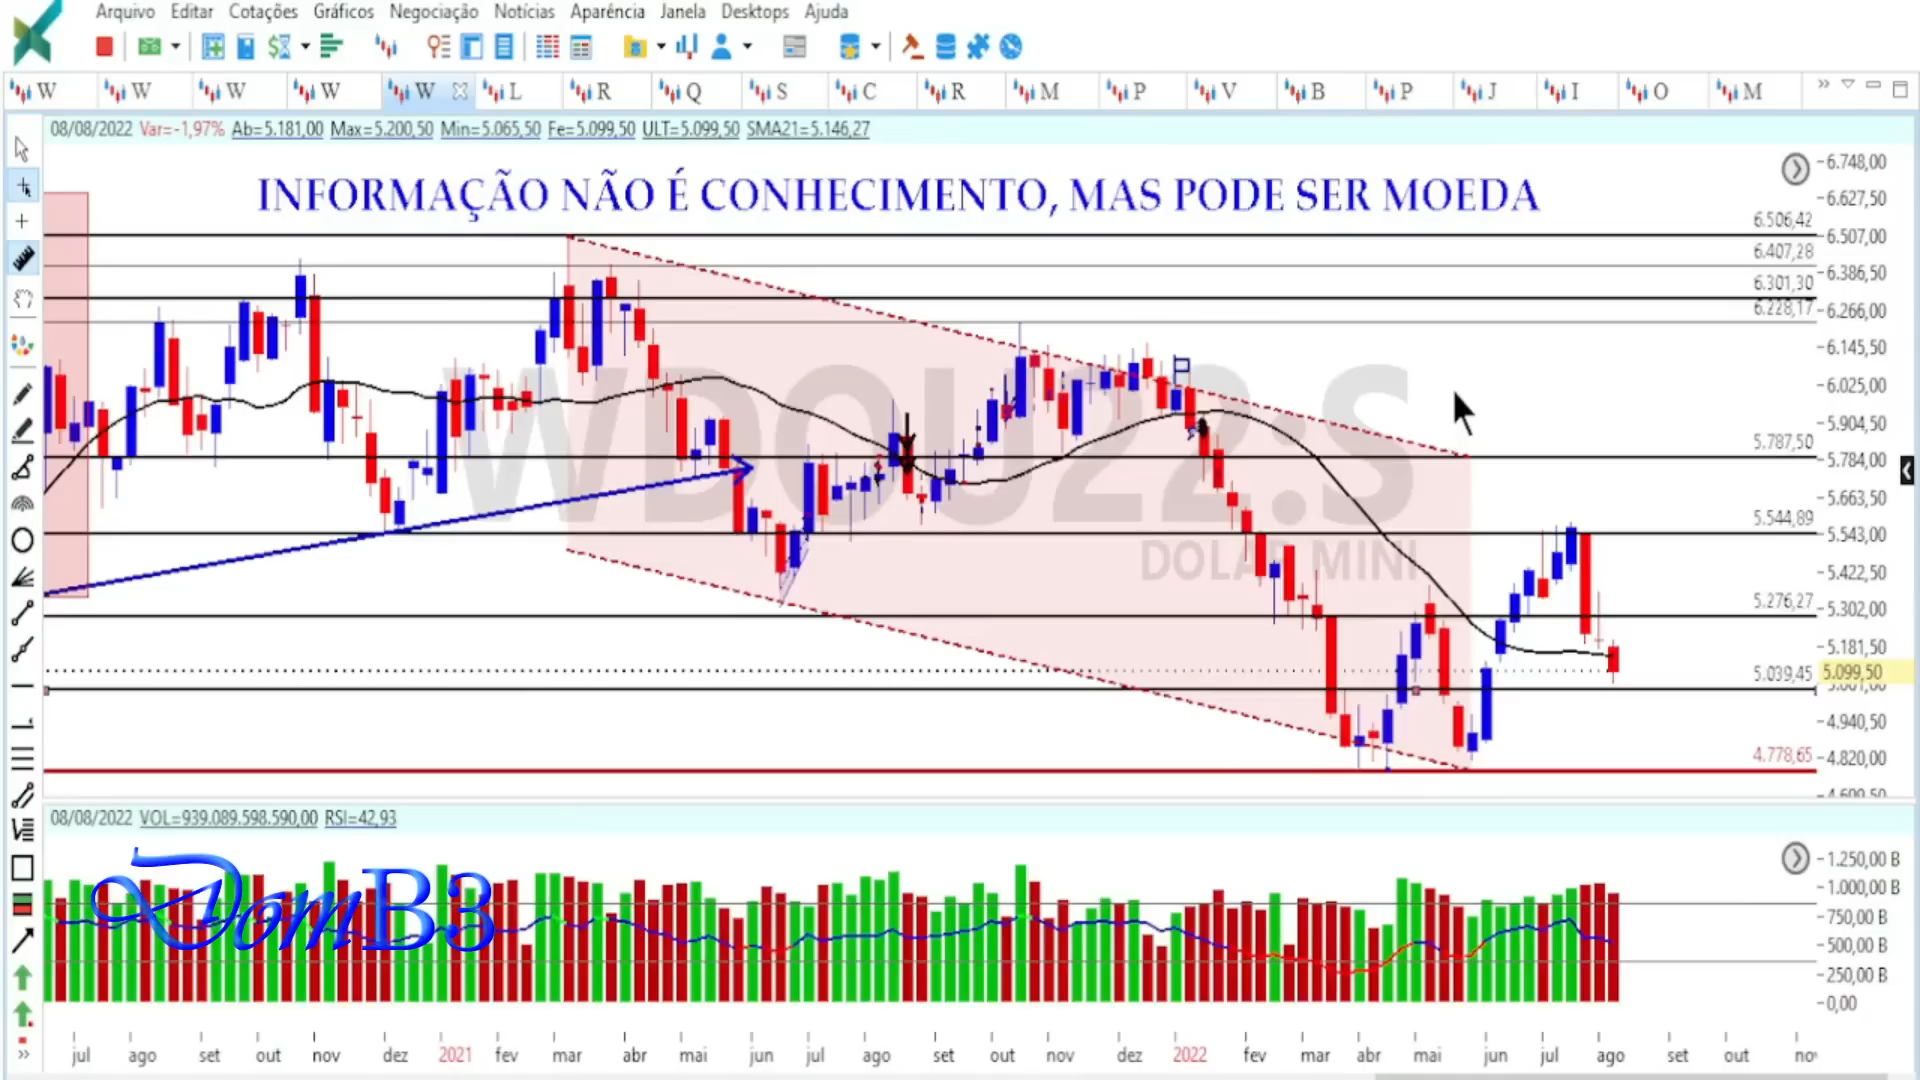 Arquivo Editar Cotações Gráficos Negociação Notícias Aparência Janela Desktops Ajuda
W W W W W L R Q S C R M P V B P J I O M
08/08/2022 Var=-1,97% Ab=5.181,00 Max=5.200,50 Min=5.065,50 Fe=5.099,50 ULT=5.099,50 SMA21=5.146,27
INFORMAÇÃO NÃO É CONHECIMENTO, MAS PODE SER MOEDA
6.748,00
6.627,50
6.506,42
6.507,00
6.407,28
6.386,50
6.301,30
6.228,17
6.266,00
6.145,50
6.025,00
5.904,50
5.787,50
5.784,00
5.663,50
5.544,89
5.543,00
5.422,50
5.276,27
5.302,00
5.181,50
5.039,45
5.099,50
4.940,50
4.778,65
4.820,00
WDOU22:S
DOLAR MINI
08/08/2022 VOL=939.089.598.590,00 RSI=42,93
DomB3
1.250,00 B
1.000,00 B
750,00 B
500,00 B
250,00 B
0,00
jul ago set out nov dez 2021 fev mar abr mai jun jul ago set out nov dez 2022 fev mar abr mai jun jul ago set out